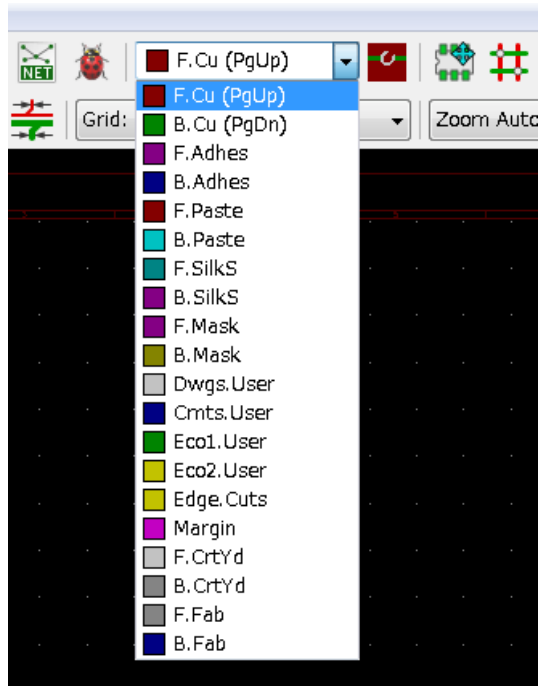 NET
F.Cu (PgUp)
F.Cu (PgUp)
Grid:
Zoom Auto
B.Cu (PgDn)
F.Adhes
B.Adhes
F.Paste
B.Paste
F.SilkS
B.SilkS
F.Mask
B.Mask
Dwgs.User
Cmts.User
Eco1.User
Eco2.User
Edge.Cuts
Margin
F.CrtYd
B.CrtYd
F.Fab
B.Fab